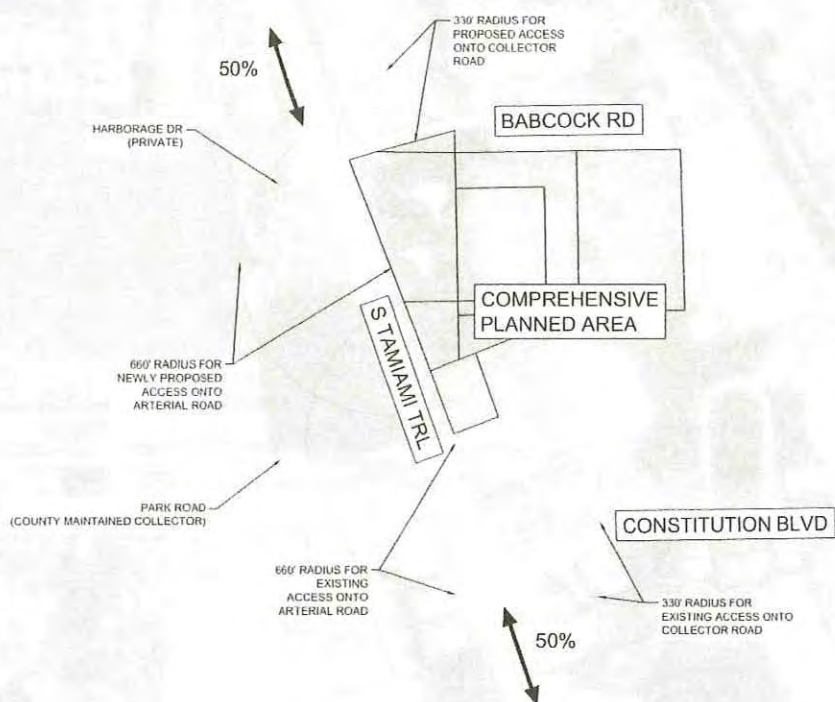 330' RADIUS FOR
PROPOSED ACCESS
ONTO COLLECTOR
ROAD
50%
BABCOCK RD
HARBORAGE DR
(PRIVATE)
COMPREHENSIVE
PLANNED AREA
S TAMIAMI TRL
660' RADIUS FOR
NEWLY PROPOSED
ACCESS ONTO
ARTERIAL ROAD
PARK ROAD
(COUNTY MAINTAINED COLLECTOR)
CONSTITUTION BLVD
660' RADIUS FOR
EXISTING
ACCESS ONTO
ARTERIAL ROAD
330' RADIUS FOR
EXISTING ACCESS ONTO
COLLECTOR ROAD
50%